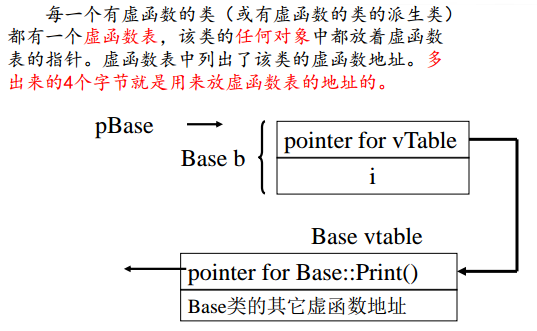 每一个有虚函数的类（或有虚函数的类的派生类）
都有一个虚函数表，该类的任何对象中都放着虚函数
表的指针。虚函数表中列出了该类的虚函数地址。多
出来的4个字节就是用来放虚函数表的地址的。
pBase
Base b
pointer for vTable
i
Base vtable
pointer for Base::Print()
Base类的其它虚函数地址